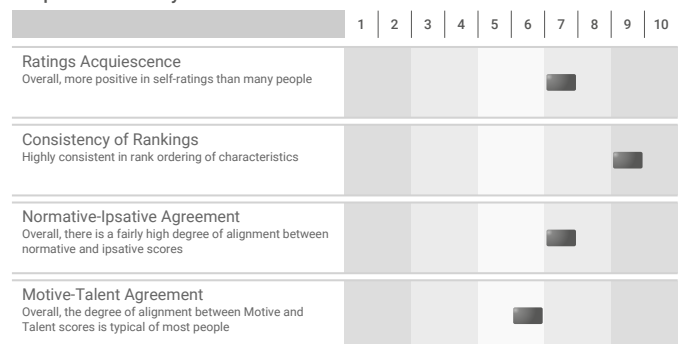 1 2 3 4 5 6 7 8 9 10
Ratings Acquiescence
Overall, more positive in self-ratings than many people
Consistency of Rankings
Highly consistent in rank ordering of characteristics
Normative-Ipsative Agreement
Overall, there is a fairly high degree of alignment between
normative and ipsative scores
Motive-Talent Agreement
Overall, the degree of alignment between Motive and
Talent scores is typical of most people